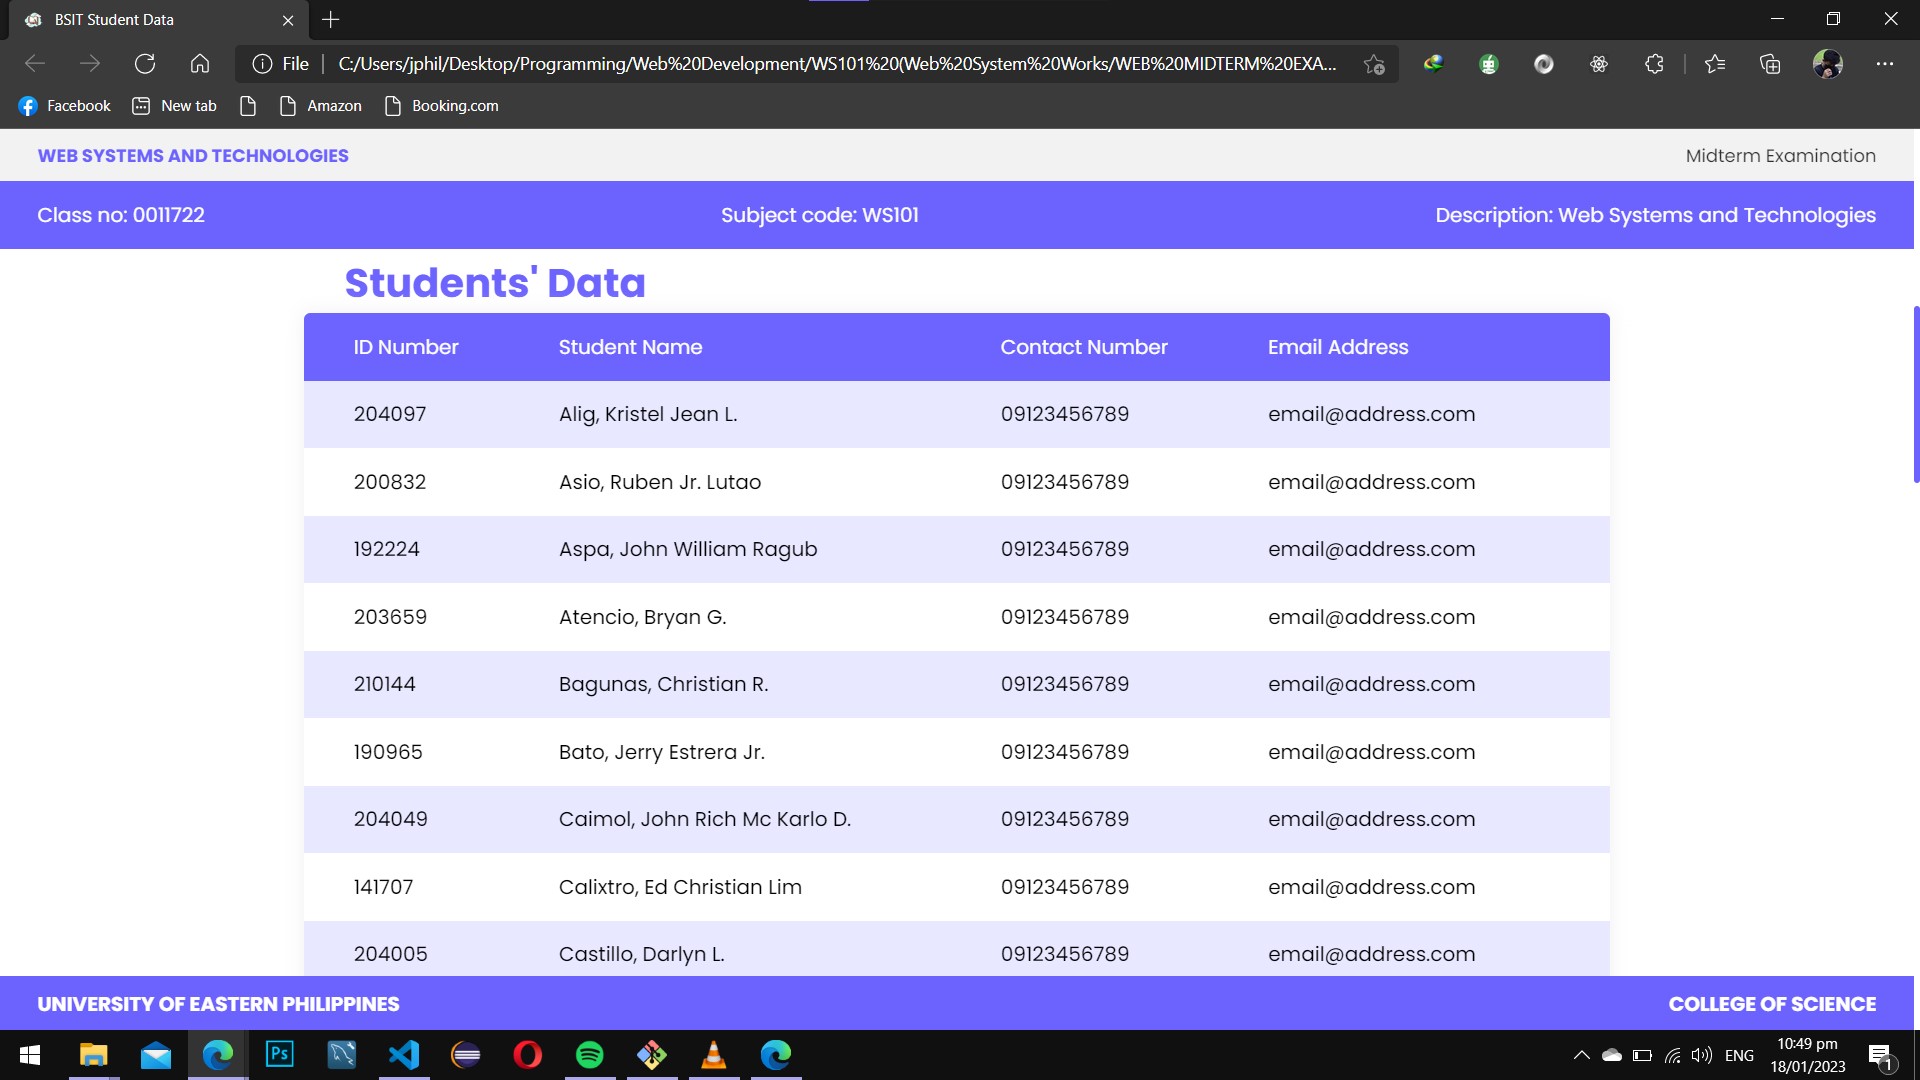 BSIT Student Data
File C:/Users/jphil/Desktop/Programming/Web%20Development/WS101%20(Web%20System%20Works/WEB%20MIDTERM%20EXA...
Facebook New tab Amazon Booking.com
WEB SYSTEMS AND TECHNOLOGIES Midterm Examination
Class no: 0011722 Subject code: WS101 Description: Web Systems and Technologies
Students' Data
ID Number Student Name Contact Number Email Address
204097 Alig, Kristel Jean L. 09123456789 email@address.com
200832 Asio, Ruben Jr. Lutao 09123456789 email@address.com
192224 Aspa, John William Ragub 09123456789 email@address.com
203659 Atencio, Bryan G. 09123456789 email@address.com
210144 Bagunas, Christian R. 09123456789 email@address.com
190965 Bato, Jerry Estrera Jr. 09123456789 email@address.com
204049 Caimol, John Rich Mc Karlo D. 09123456789 email@address.com
141707 Calixtro, Ed Christian Lim 09123456789 email@address.com
204005 Castillo, Darlyn L. 09123456789 email@address.com
UNIVERSITY OF EASTERN PHILIPPINES COLLEGE OF SCIENCE
Ps ENG 10:49 pm
18/01/2023 1